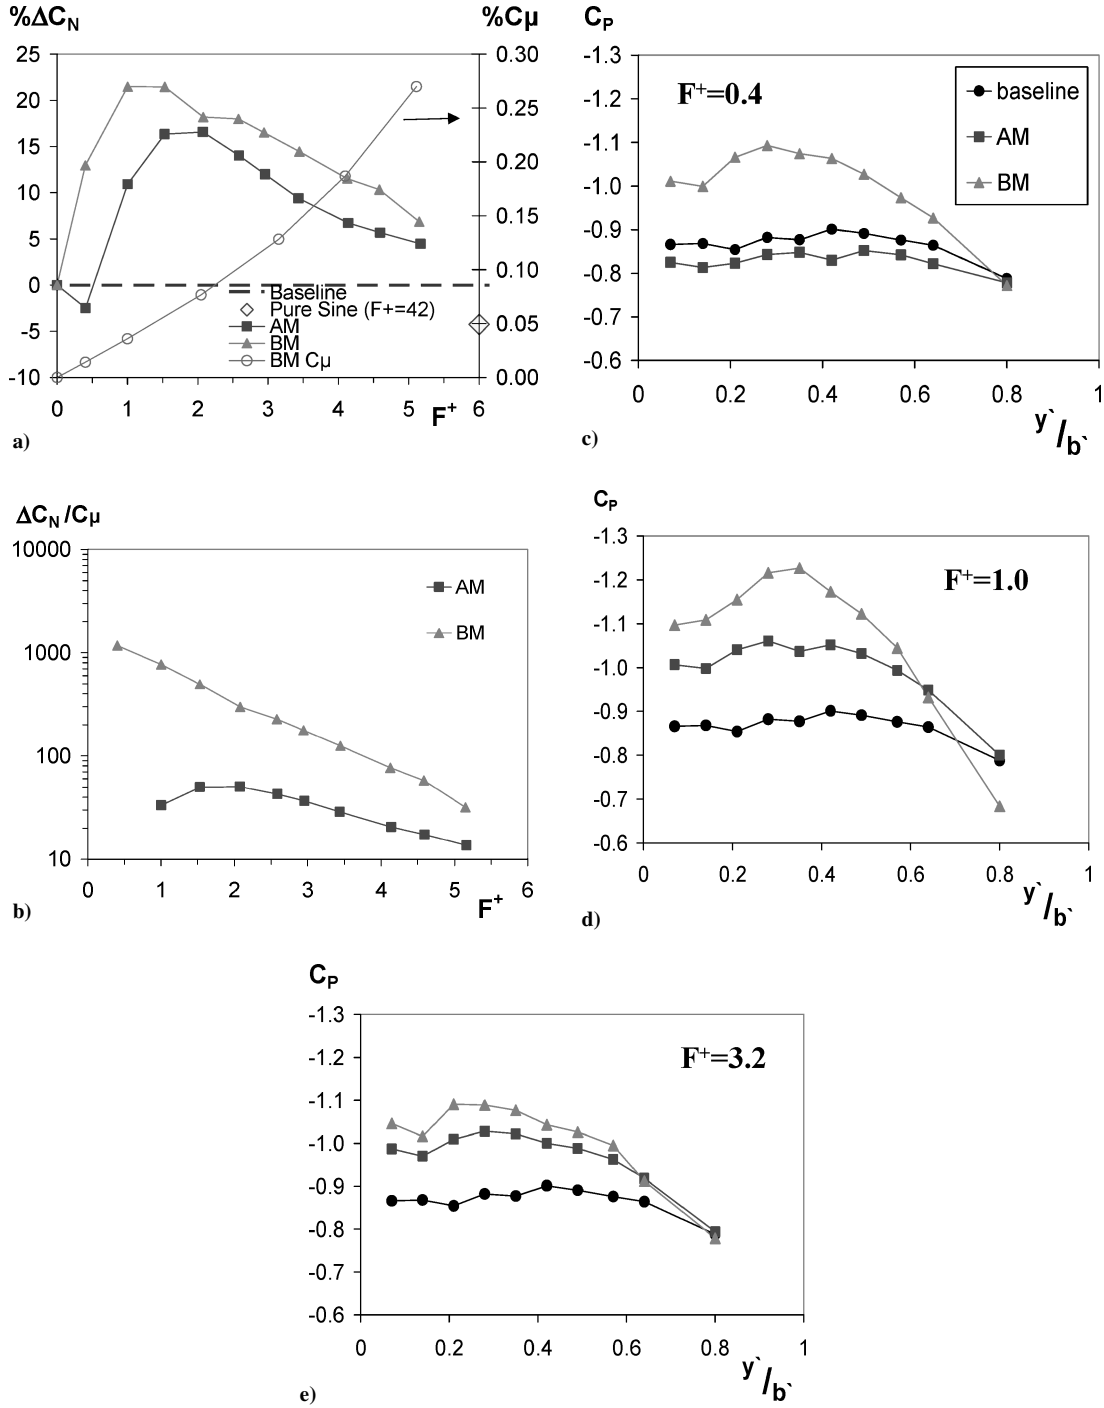 %ΔCN
%Cμ
25
20
15
10
5
0
-5
-10
0.30
0.25
0.20
0.15
0.10
0.05
0.00
Baseline
Pure Sine (F+=42)
AM
BM
BM Cμ
0 1 2 3 4 5 6
F+
a)
CP
-1.3
-1.2
-1.1
-1.0
-0.9
-0.8
-0.7
-0.6
F+=0.4
baseline
AM
BM
0 0.2 0.4 0.6 0.8 1
y`/b`
c)
ΔCN/Cμ
10000
1000
100
10
AM
BM
0 1 2 3 4 5 6
F+
b)
CP
-1.3
-1.2
-1.1
-1.0
-0.9
-0.8
-0.7
-0.6
F+=1.0
0 0.2 0.4 0.6 0.8 1
y`/b`
d)
CP
-1.3
-1.2
-1.1
-1.0
-0.9
-0.8
-0.7
-0.6
F+=3.2
0 0.2 0.4 0.6 0.8 1
y`/b`
e)